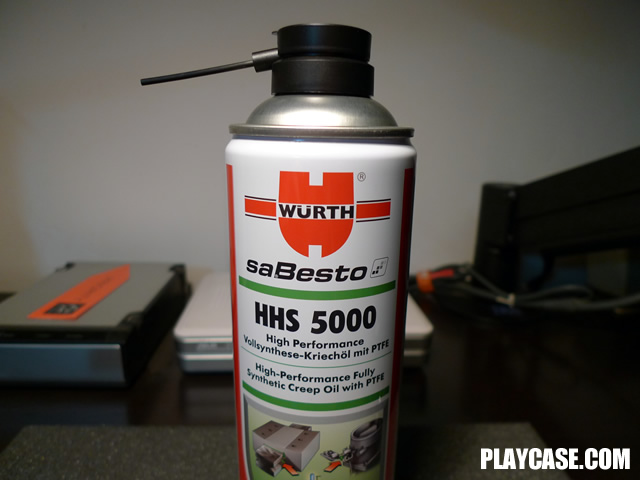 WÜRTH
®
saBesto
HHS 5000
High Performance
Vollsynthese-Kriechöl mit PTFE
High-Performance Fully
Synthetic Creep Oil with PTFE
PLAYCASE.COM